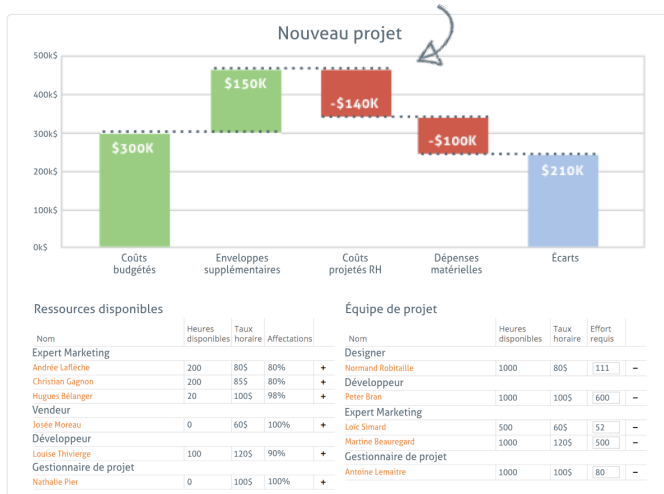 Nouveau projet
500k$
400k$
300k$
200k$
100k$
0k$
$300K
$150K
-$140K
-$100K
$210K
Coûts budgétés
Enveloppes supplémentaires
Coûts projetés RH
Dépenses matérielles
Écarts
Ressources disponibles
Nom Heures disponibles Taux horaire Affectations
Expert Marketing
Andrée Laflèche 200 80$ 80% +
Christian Gagnon 200 85$ 80% +
Hugues Bélanger 20 100$ 98% +
Vendeur
Josée Moreau 0 60$ 100% +
Développeur
Louise Thivierge 100 120$ 90% +
Gestionnaire de projet
Nathalie Pier 0 100$ 100% +
Équipe de projet
Nom Heures disponibles Taux horaire Effort requis
Designer
Normand Robitaille 1000 80$ 111 –
Développeur
Peter Bran 1000 100$ 600 –
Expert Marketing
Loïc Simard 500 60$ 52 –
Martine Beauregard 1000 120$ 500 –
Gestionnaire de projet
Antoine Lemaitre 1000 100$ 80 –